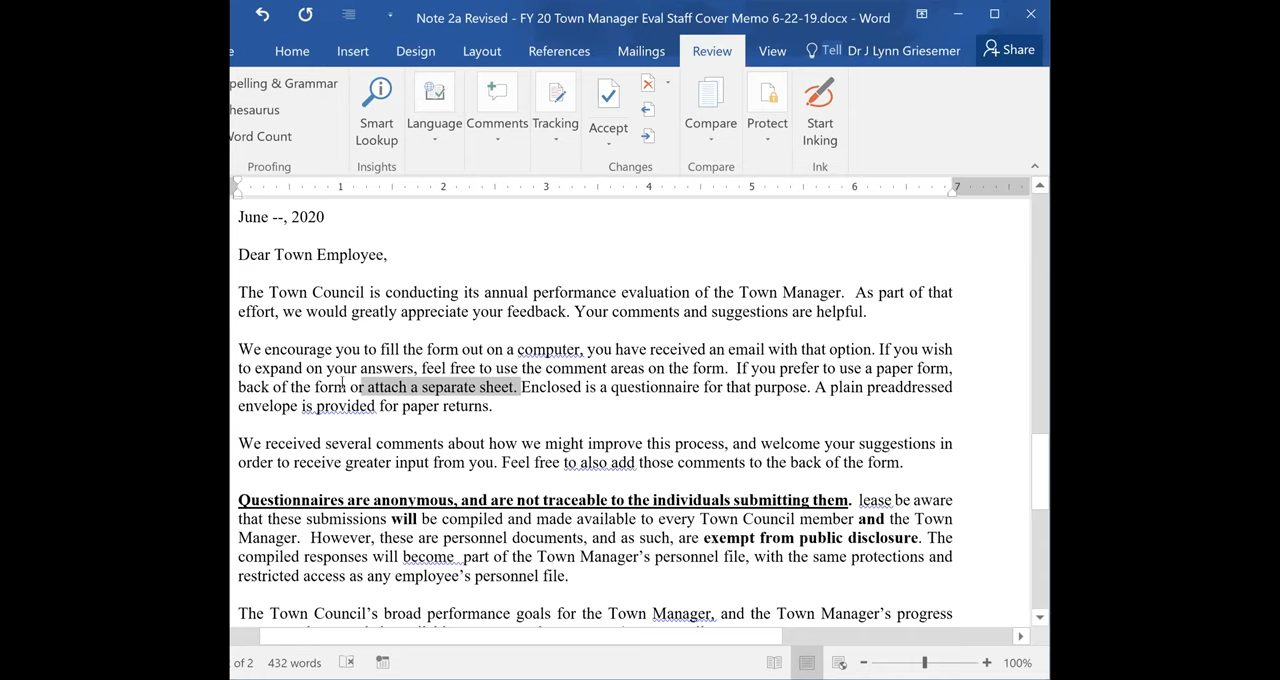 Note 2a Revised - FY 20 Town Manager Eval Staff Cover Memo 6-22-19.docx - Word
Home Insert Design Layout References Mailings Review View Tell Dr J Lynn Griesemer Share
pelling & Grammar
hesaurus
Word Count
Proofing
Smart Lookup
Insights
Language
Comments
Tracking
Accept
Changes
Compare
Compare
Protect
Start Inking
Ink
1 2 3 4 5 6 7
June --, 2020
Dear Town Employee,
The Town Council is conducting its annual performance evaluation of the Town Manager.  As part of that
effort, we would greatly appreciate your feedback. Your comments and suggestions are helpful.
We encourage you to fill the form out on a computer, you have received an email with that option. If you wish
to expand on your answers, feel free to use the comment areas on the form.  If you prefer to use a paper form,
back of the form or attach a separate sheet. Enclosed is a questionnaire for that purpose. A plain preaddressed
envelope is provided for paper returns.
We received several comments about how we might improve this process, and welcome your suggestions in
order to receive greater input from you. Feel free to also add those comments to the back of the form.
Questionnaires are anonymous, and are not traceable to the individuals submitting them.  lease be aware
that these submissions will be compiled and made available to every Town Council member and the Town
Manager.  However, these are personnel documents, and as such, are exempt from public disclosure. The
compiled responses will become  part of the Town Manager's personnel file, with the same protections and
restricted access as any employee's personnel file.
The Town Council's broad performance goals for the Town Manager, and the Town Manager's progress
of 2 432 words 100%